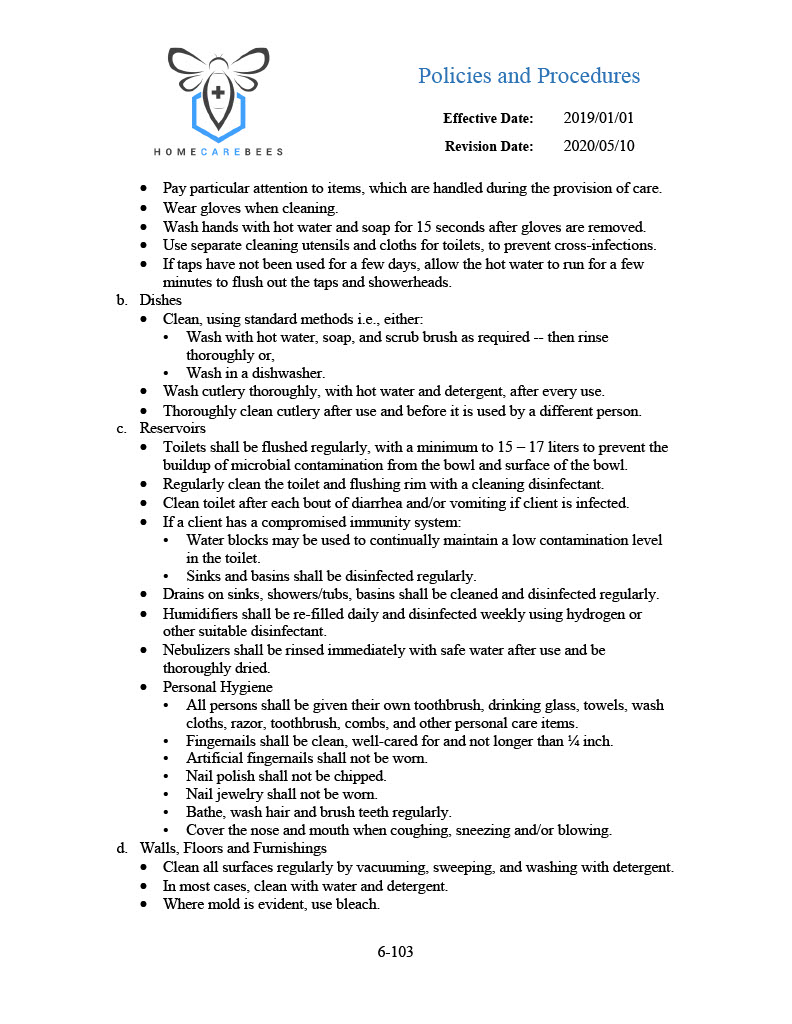 HOMECAREBEES
Policies and Procedures
Effective Date: 2019/01/01
Revision Date: 2020/05/10
• Pay particular attention to items, which are handled during the provision of care.
• Wear gloves when cleaning.
• Wash hands with hot water and soap for 15 seconds after gloves are removed.
• Use separate cleaning utensils and cloths for toilets, to prevent cross-infections.
• If taps have not been used for a few days, allow the hot water to run for a few
minutes to flush out the taps and showerheads.
b. Dishes
• Clean, using standard methods i.e., either:
• Wash with hot water, soap, and scrub brush as required -- then rinse
thoroughly or,
• Wash in a dishwasher.
• Wash cutlery thoroughly, with hot water and detergent, after every use.
• Thoroughly clean cutlery after use and before it is used by a different person.
c. Reservoirs
• Toilets shall be flushed regularly, with a minimum to 15 – 17 liters to prevent the
buildup of microbial contamination from the bowl and surface of the bowl.
• Regularly clean the toilet and flushing rim with a cleaning disinfectant.
• Clean toilet after each bout of diarrhea and/or vomiting if client is infected.
• If a client has a compromised immunity system:
• Water blocks may be used to continually maintain a low contamination level
in the toilet.
• Sinks and basins shall be disinfected regularly.
• Drains on sinks, showers/tubs, basins shall be cleaned and disinfected regularly.
• Humidifiers shall be re-filled daily and disinfected weekly using hydrogen or
other suitable disinfectant.
• Nebulizers shall be rinsed immediately with safe water after use and be
thoroughly dried.
• Personal Hygiene
• All persons shall be given their own toothbrush, drinking glass, towels, wash
cloths, razor, toothbrush, combs, and other personal care items.
• Fingernails shall be clean, well-cared for and not longer than ¼ inch.
• Artificial fingernails shall not be worn.
• Nail polish shall not be chipped.
• Nail jewelry shall not be worn.
• Bathe, wash hair and brush teeth regularly.
• Cover the nose and mouth when coughing, sneezing and/or blowing.
d. Walls, Floors and Furnishings
• Clean all surfaces regularly by vacuuming, sweeping, and washing with detergent.
• In most cases, clean with water and detergent.
• Where mold is evident, use bleach.
6-103